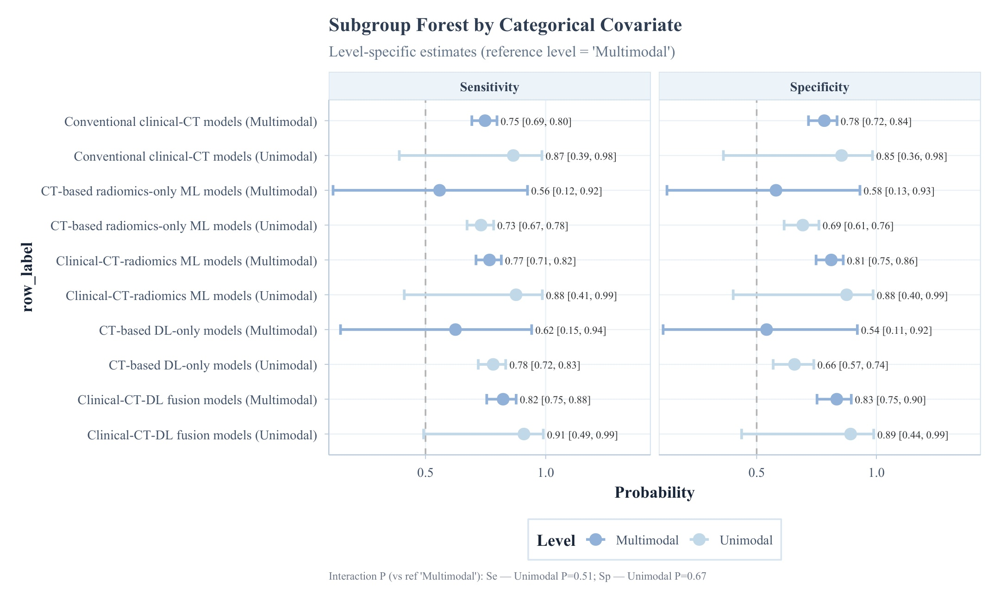 Subgroup Forest by Categorical Covariate
Level-specific estimates (reference level = 'Multimodal')
Sensitivity
Specificity
row_label
Conventional clinical-CT models (Multimodal) 0.75 [0.69, 0.80] 0.78 [0.72, 0.84]
Conventional clinical-CT models (Unimodal) 0.87 [0.39, 0.98] 0.85 [0.36, 0.98]
CT-based radiomics-only ML models (Multimodal) 0.56 [0.12, 0.92] 0.58 [0.13, 0.93]
CT-based radiomics-only ML models (Unimodal) 0.73 [0.67, 0.78] 0.69 [0.61, 0.76]
Clinical-CT-radiomics ML models (Multimodal) 0.77 [0.71, 0.82] 0.81 [0.75, 0.86]
Clinical-CT-radiomics ML models (Unimodal) 0.88 [0.41, 0.99] 0.88 [0.40, 0.99]
CT-based DL-only models (Multimodal) 0.62 [0.15, 0.94] 0.54 [0.11, 0.92]
CT-based DL-only models (Unimodal) 0.78 [0.72, 0.83] 0.66 [0.57, 0.74]
Clinical-CT-DL fusion models (Multimodal) 0.82 [0.75, 0.88] 0.83 [0.75, 0.90]
Clinical-CT-DL fusion models (Unimodal) 0.91 [0.49, 0.99] 0.89 [0.44, 0.99]
0.5 1.0 0.5 1.0
Probability
Level Multimodal Unimodal
Interaction P (vs ref 'Multimodal'): Se — Unimodal P=0.51; Sp — Unimodal P=0.67